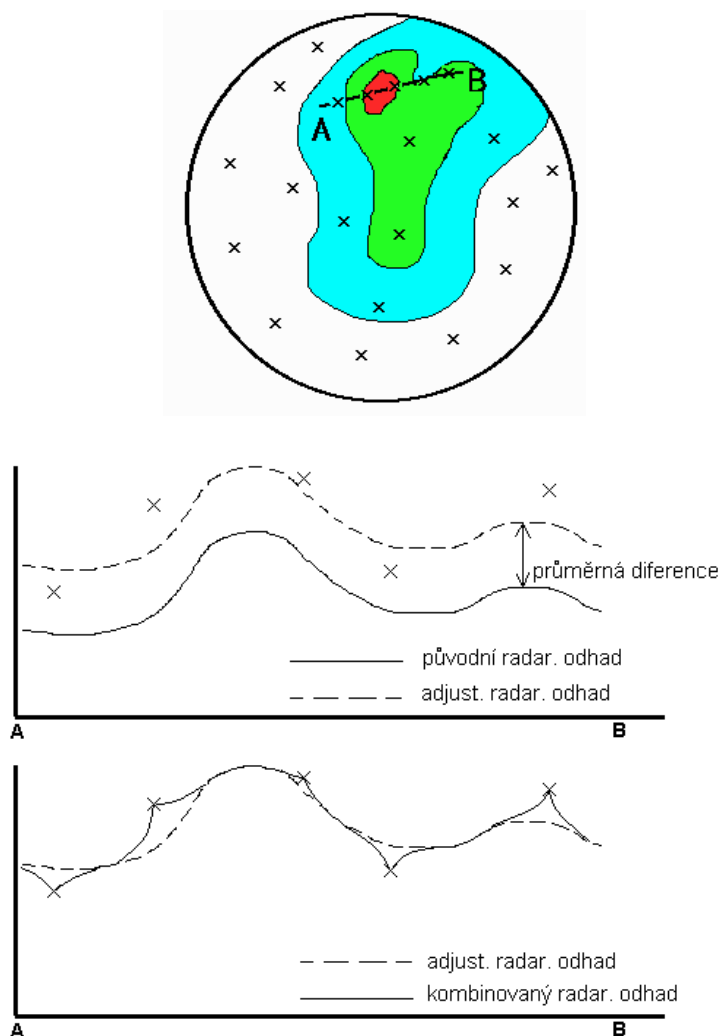 A
B
průměrná diference
původní radar. odhad
adjust. radar. odhad
A
B
adjust. radar. odhad
kombinovaný radar. odhad
A
B